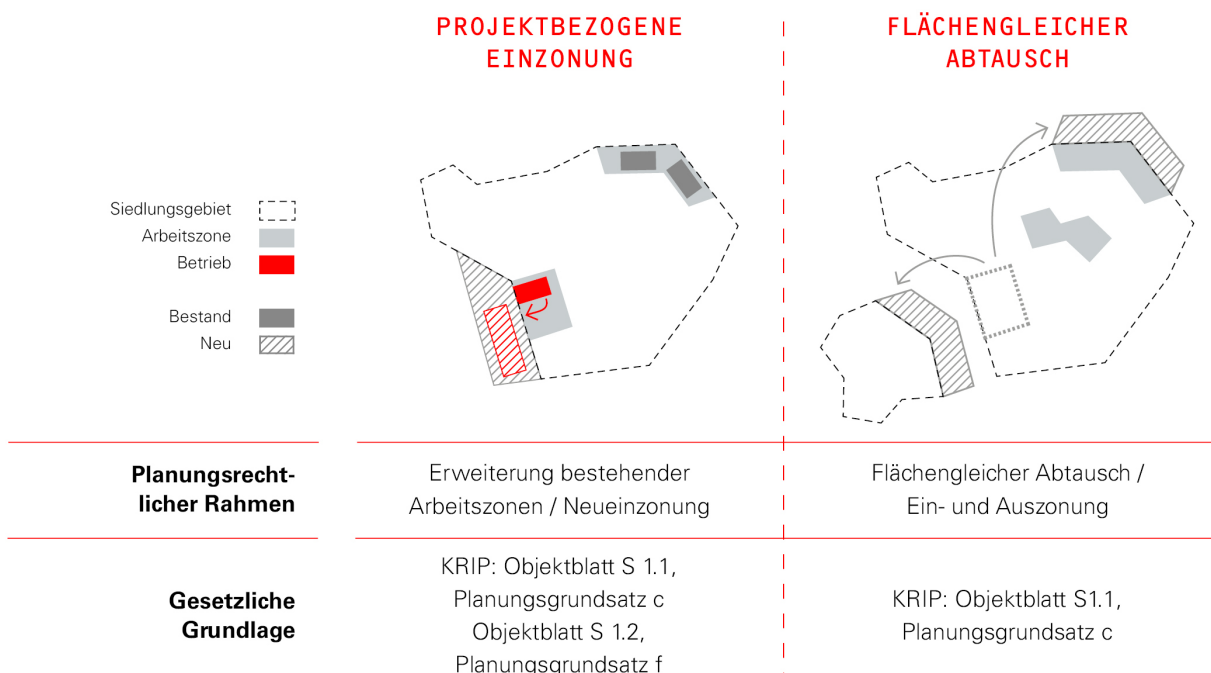 PROJEKTBEZOGENE
EINZONUNG
FLÄCHENGLEICHER
ABTAUSCH
Siedlungsgebiet
Arbeitszone
Betrieb
Bestand
Neu
Planungsrecht-
licher Rahmen
Erweiterung bestehender
Arbeitszonen / Neueinzonung
Flächengleicher Abtausch /
Ein- und Auszonung
Gesetzliche
Grundlage
KRIP: Objektblatt S 1.1,
Planungsgrundsatz c
Objektblatt S 1.2,
Planungsgrundsatz f
KRIP: Objektblatt S1.1,
Planungsgrundsatz c